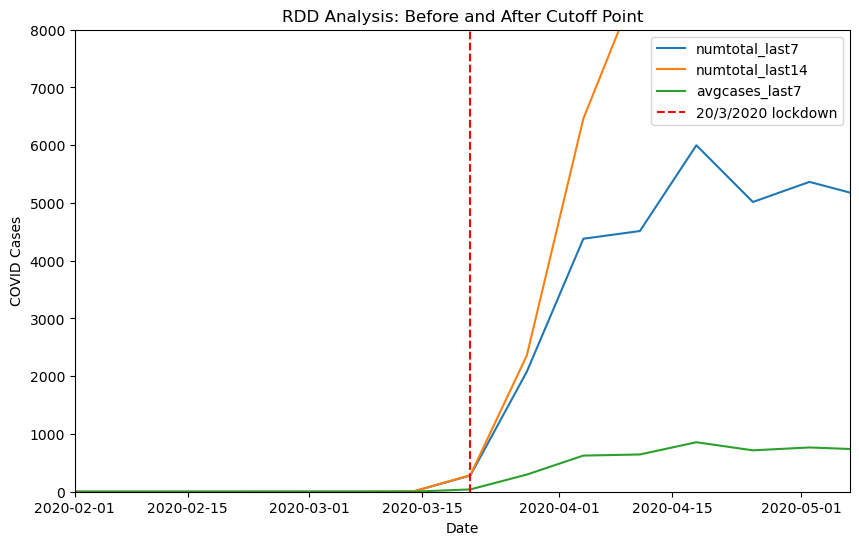 RDD Analysis: Before and After Cutoff Point
8000
7000
6000
5000
4000
3000
2000
1000
0
COVID Cases
numtotal_last7
numtotal_last14
avgcases_last7
20/3/2020 lockdown
2020-02-01 2020-02-15 2020-03-01 2020-03-15 2020-04-01 2020-04-15 2020-05-01
Date